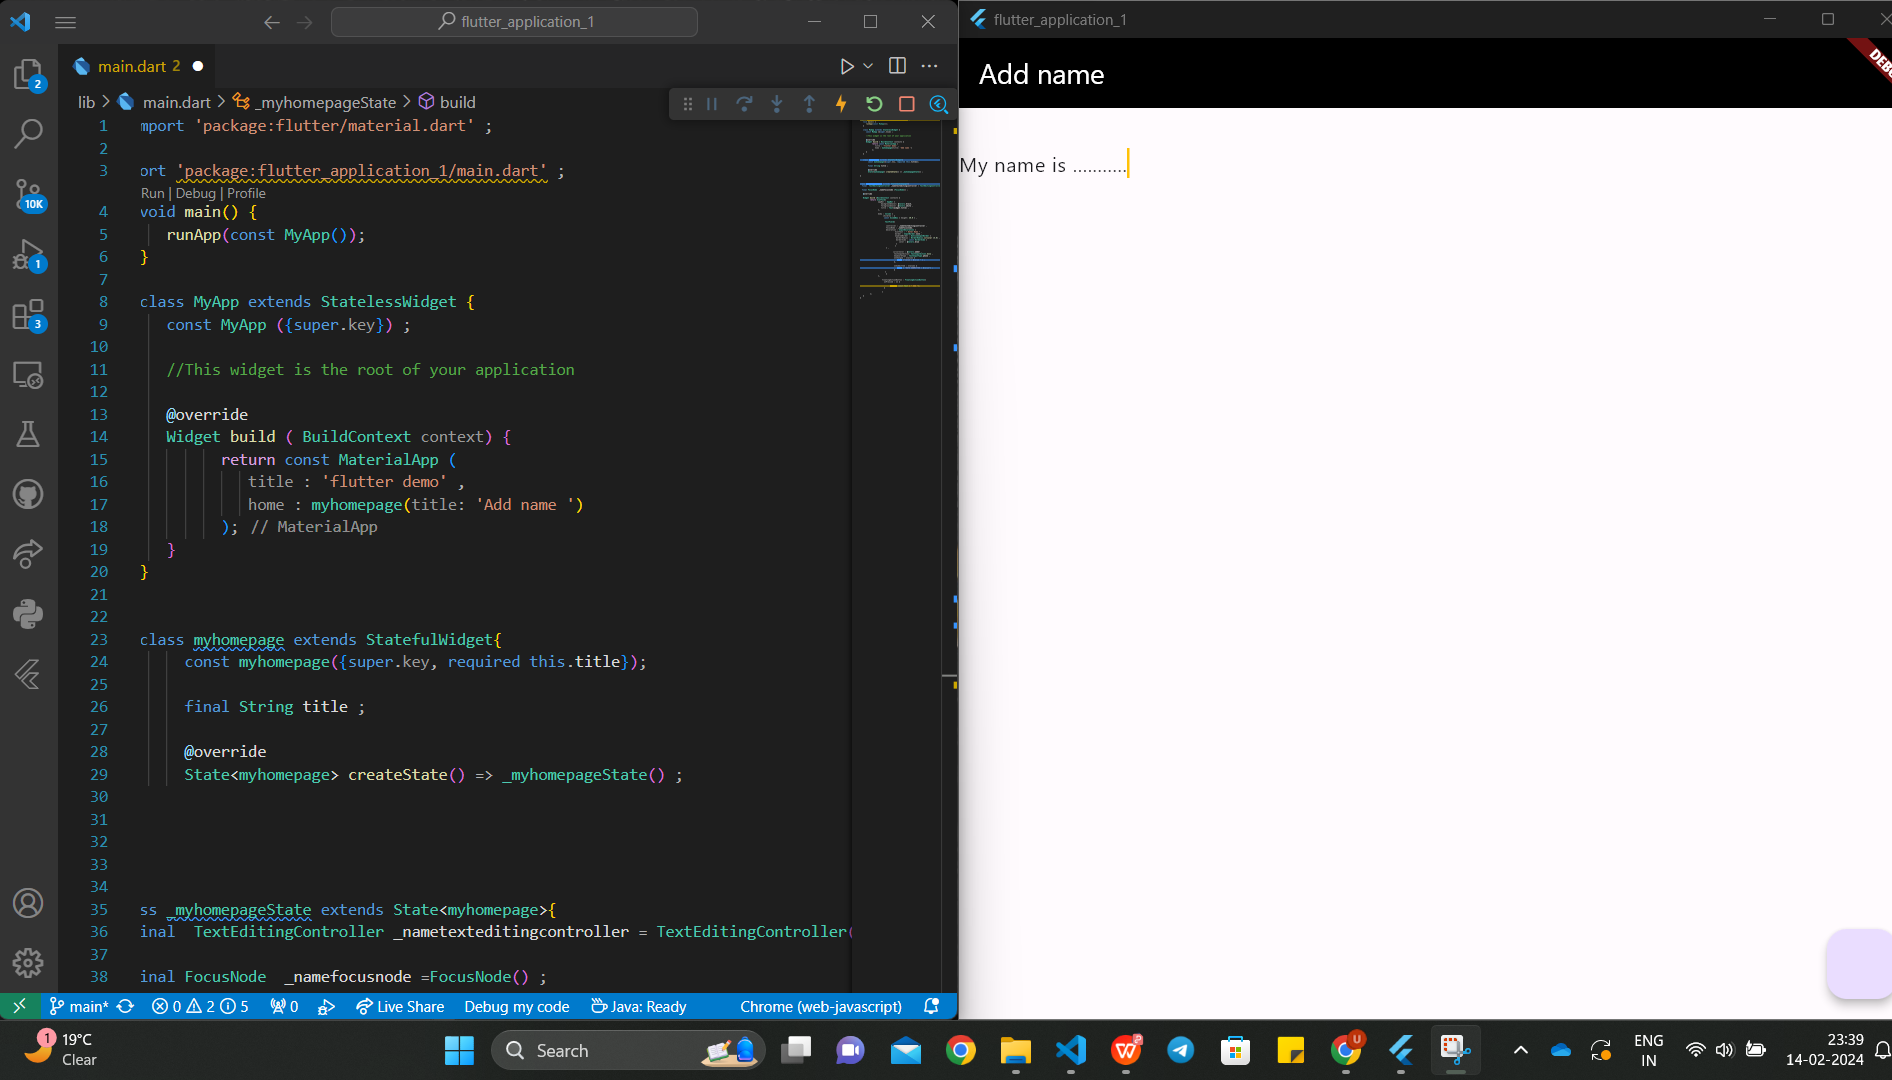 flutter_application_1
main.dart 2
lib > main.dart > _myhomepageState > build
1 mport 'package:flutter/material.dart' ;
2
3 ort 'package:flutter_application_1/main.dart' ;
Run | Debug | Profile
4 void main() {
5 runApp(const MyApp());
6 }
7
8 class MyApp extends StatelessWidget {
9 const MyApp ({super.key}) ;
10
11 //This widget is the root of your application
12
13 @override
14 Widget build ( BuildContext context) {
15 return const MaterialApp (
16 title : 'flutter demo' ,
17 home : myhomepage(title: 'Add name ')
18 ); // MaterialApp
19 }
20 }
21
22
23 class myhomepage extends StatefulWidget{
24 const myhomepage({super.key, required this.title});
25
26 final String title ;
27
28 @override
29 State<myhomepage> createState() => _myhomepageState() ;
30
31
32
33
34
35 ss _myhomepageState extends State<myhomepage>{
36 inal TextEditingController _nametexteditingcontroller = TextEditingController(
37
38 inal FocusNode _namefocusnode =FocusNode() ;
2
10K
1
3
main* 0 2 5 0 Live Share Debug my code Java: Ready Chrome (web-javascript)
flutter_application_1
Add name
DEBU
My name is ...........
1
19°C
Clear
Search
U
ENG
IN
23:39
14-02-2024